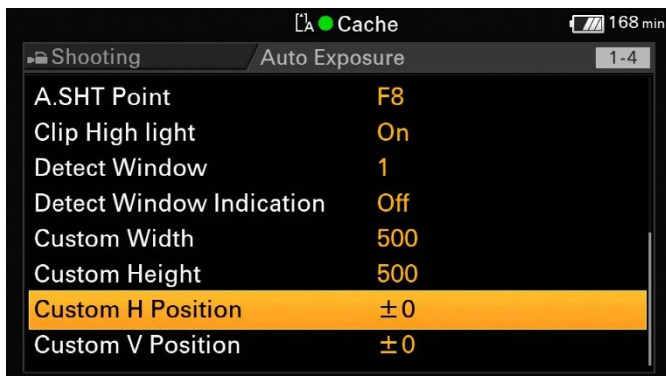 A Cache 168 min
Shooting Auto Exposure 1-4
A.SHT Point F8
Clip High light On
Detect Window 1
Detect Window Indication Off
Custom Width 500
Custom Height 500
Custom H Position ±0
Custom V Position ±0